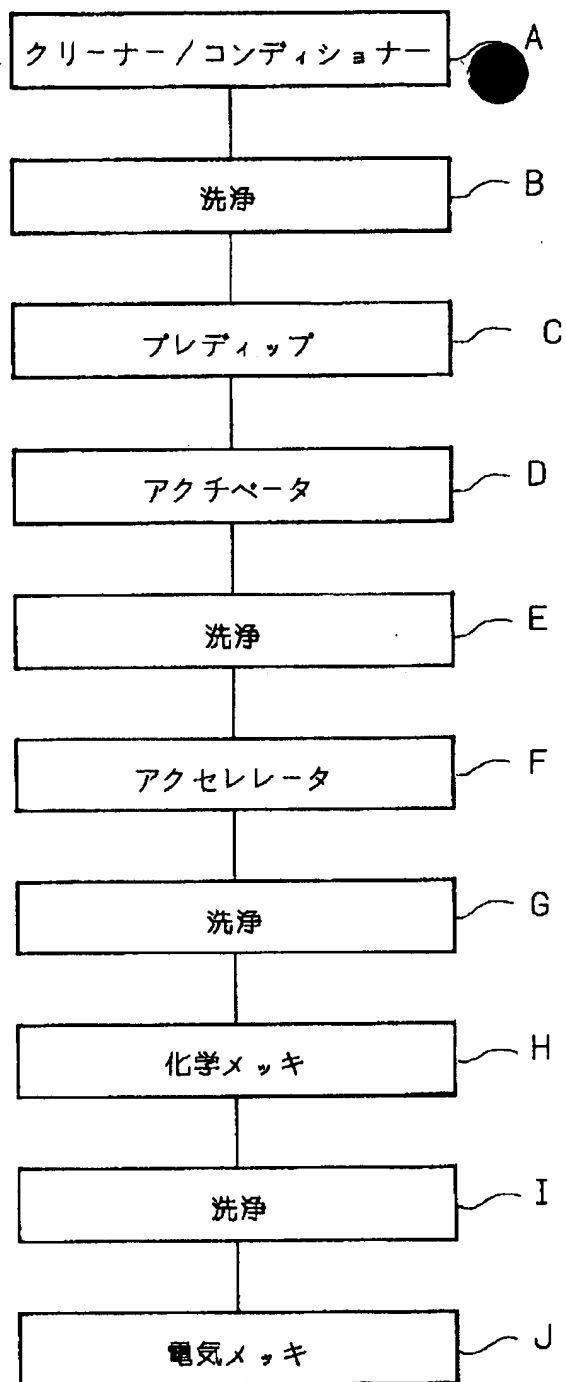 クリーナー/コンディショナー A
洗浄 B
プレディップ C
アクチベータ D
洗浄 E
アクセレレータ F
洗浄 G
化学メッキ H
洗浄 I
電気メッキ J